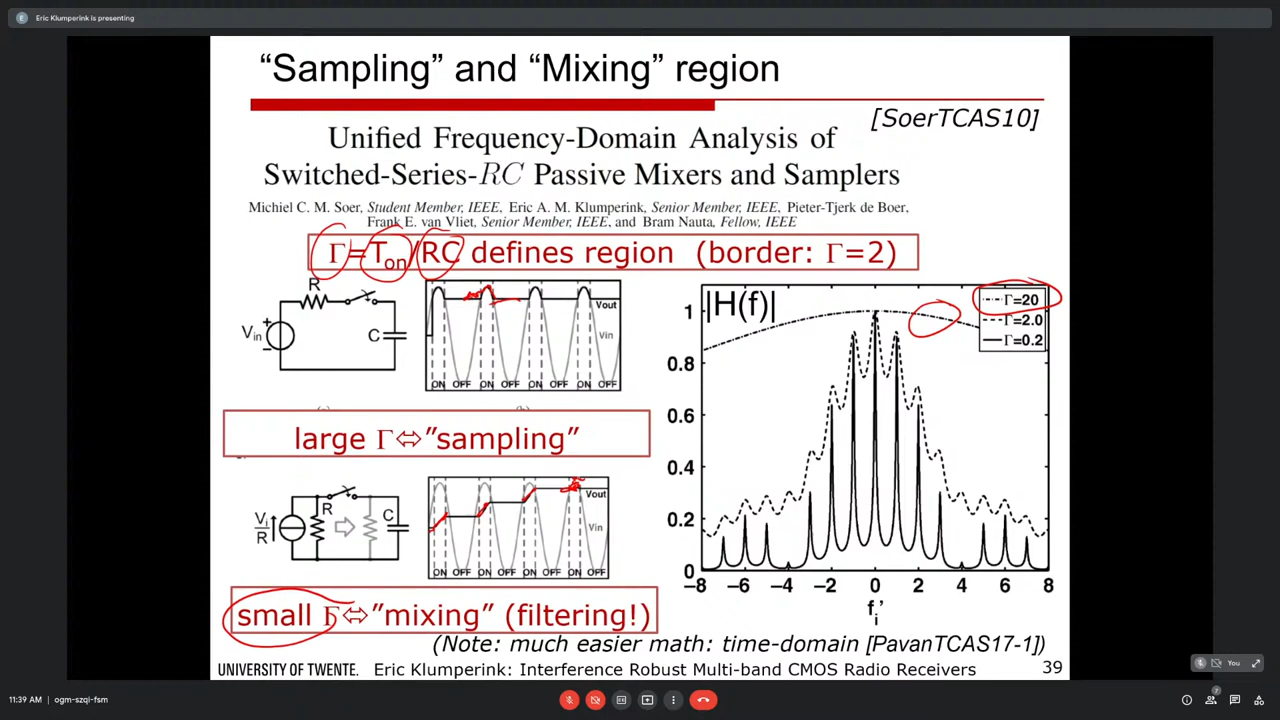 E
Eric Klumperink is presenting
“Sampling” and “Mixing” region
[SoerTCAS10]
Unified Frequency-Domain Analysis of
Switched-Series-RC Passive Mixers and Samplers
Michiel C. M. Soer, Student Member, IEEE, Eric A. M. Klumperink, Senior Member, IEEE, Pieter-Tjerk de Boer,
Frank E. van Vliet, Senior Member, IEEE, and Bram Nauta, Fellow, IEEE
Γ=Ton/RC defines region (border: Γ=2)
R
Vin
+
−
C
Vout
Vin
ON OFF ON OFF ON OFF ON OFF
large Γ⇔”sampling”
Vi
R
R
C
Vout
Vin
ON OFF ON OFF ON OFF ON OFF
small Γ⇔”mixing” (filtering!)
|H(f)|
Γ=20
Γ=2.0
Γ=0.2
1
0.8
0.6
0.4
0.2
0
−8 −6 −4 −2 0 2 4 6 8
fi’
(Note: much easier math: time-domain [PavanTCAS17-1])
UNIVERSITY OF TWENTE. Eric Klumperink: Interference Robust Multi-band CMOS Radio Receivers 39
You
11:39 AM | ogm-szqi-fsm
7